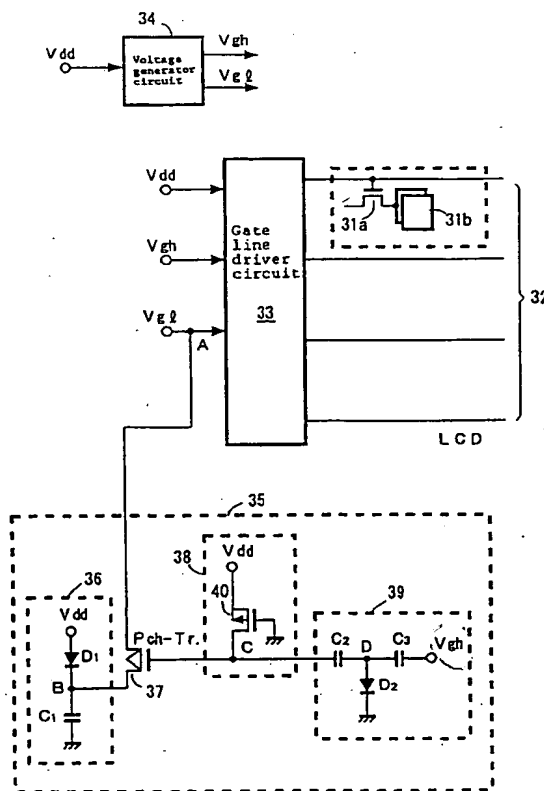 34
Vdd
Voltage
generator
circuit
Vgh
Vgℓ
Vdd
Vgh
Vgℓ
A
Gate
line
driver
circuit
33
31a
31b
32
LCD
35
36
Vdd
D1
B
C1
Pch-Tr.
37
38
Vdd
40
C
39
C2
D
C3
Vgh
D2